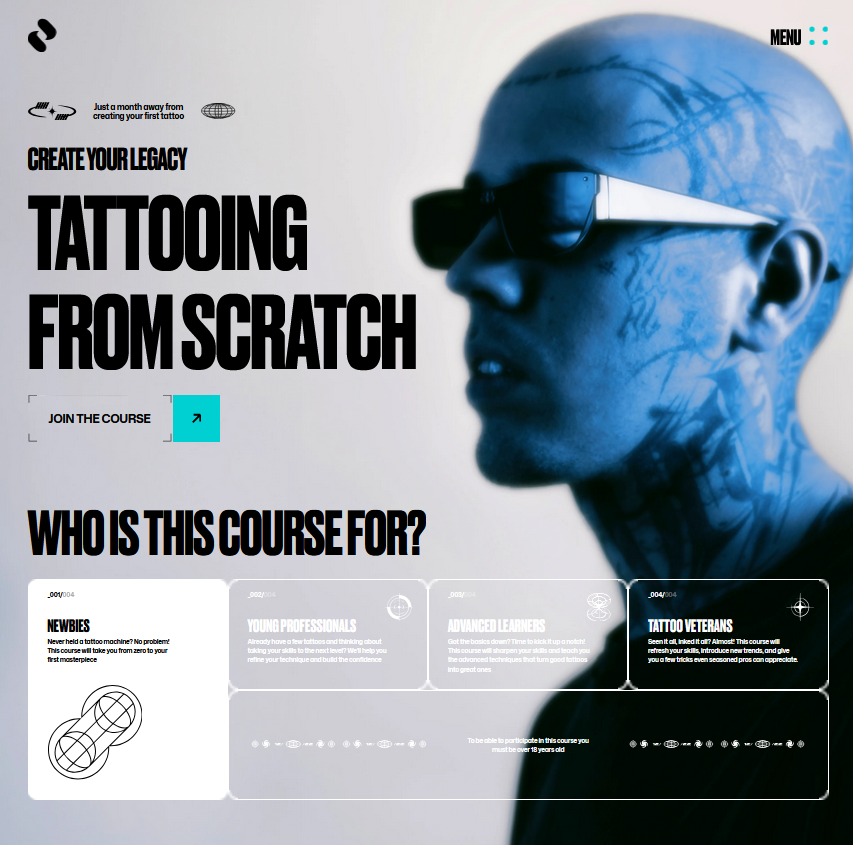 MENU
Just a month away from
creating your first tattoo
CREATE YOUR LEGACY
TATTOOING
FROM SCRATCH
JOIN THE COURSE
WHO IS THIS COURSE FOR?
_001/004
NEWBIES
Never held a tattoo machine? No problem!
This course will take you from zero to your
first masterpiece
_002/004
YOUNG PROFESSIONALS
Already have a few tattoos and thinking about
taking your skills to the next level? We'll help you
refine your technique and build the confidence
_003/004
ADVANCED LEARNERS
Got the basics down? Time to kick it up a notch!
This course will sharpen your skills and teach you
the advanced techniques that turn good tattoos
into great ones
_004/004
TATTOO VETERANS
Seen it all, inked it all? Almost! This course will
refresh your skills, introduce new trends, and give
you a few tricks even seasoned pros can appreciate.
To be able to participate in this course you
must be over 18 years old